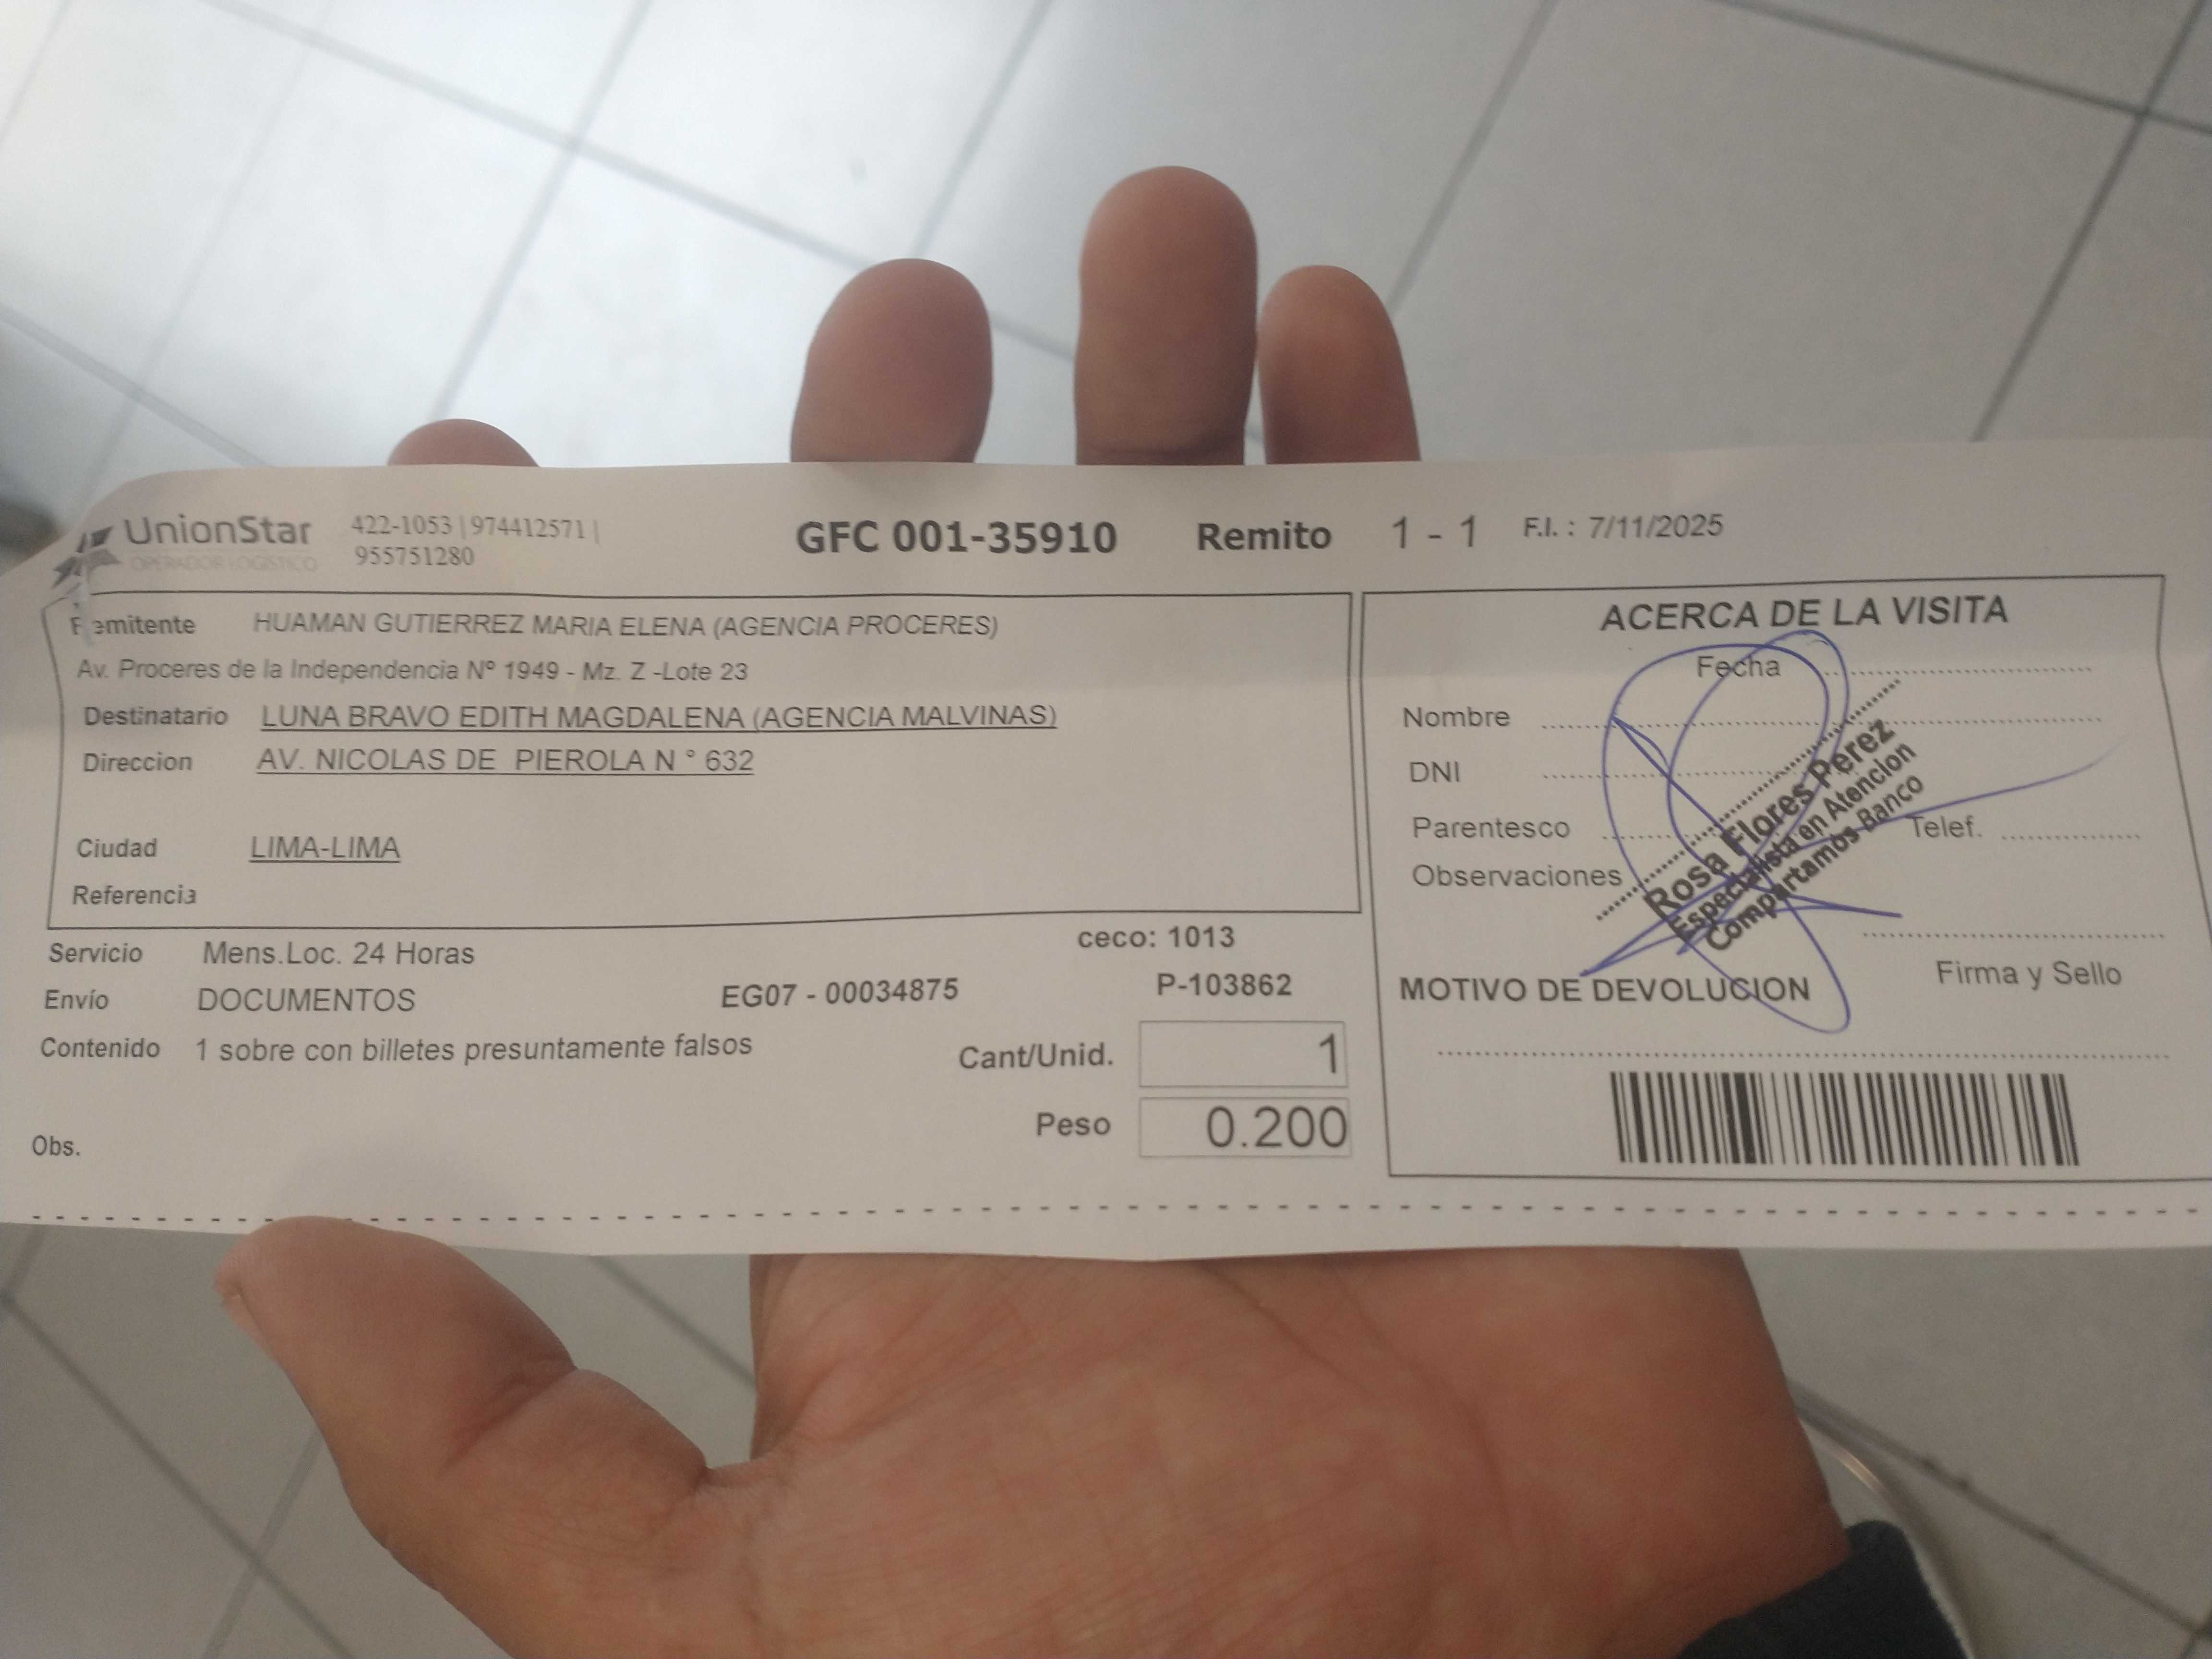 UnionStar
OPERADOR LOGÍSTICO
422-1053 | 974412571 |
955751280
GFC 001-35910 Remito 1 - 1 F.I. : 7/11/2025
Remitente HUAMAN GUTIERREZ MARIA ELENA (AGENCIA PROCERES)
Av. Proceres de la Independencia Nº 1949 - Mz. Z -Lote 23
Destinatario LUNA BRAVO EDITH MAGDALENA (AGENCIA MALVINAS)
Direccion AV. NICOLAS DE PIEROLA N ° 632
Ciudad LIMA-LIMA
Referencia
Servicio Mens.Loc. 24 Horas
ceco: 1013
Envío DOCUMENTOS EG07 - 00034875 P-103862
Contenido 1 sobre con billetes presuntamente falsos
Cant/Unid. 1
Peso 0.200
Obs.
ACERCA DE LA VISITA
Fecha
Nombre
DNI
Parentesco Telef.
Observaciones
Rosa Flores Perez
Especialista en Atencion
Compartamos Banco
Firma y Sello
MOTIVO DE DEVOLUCION